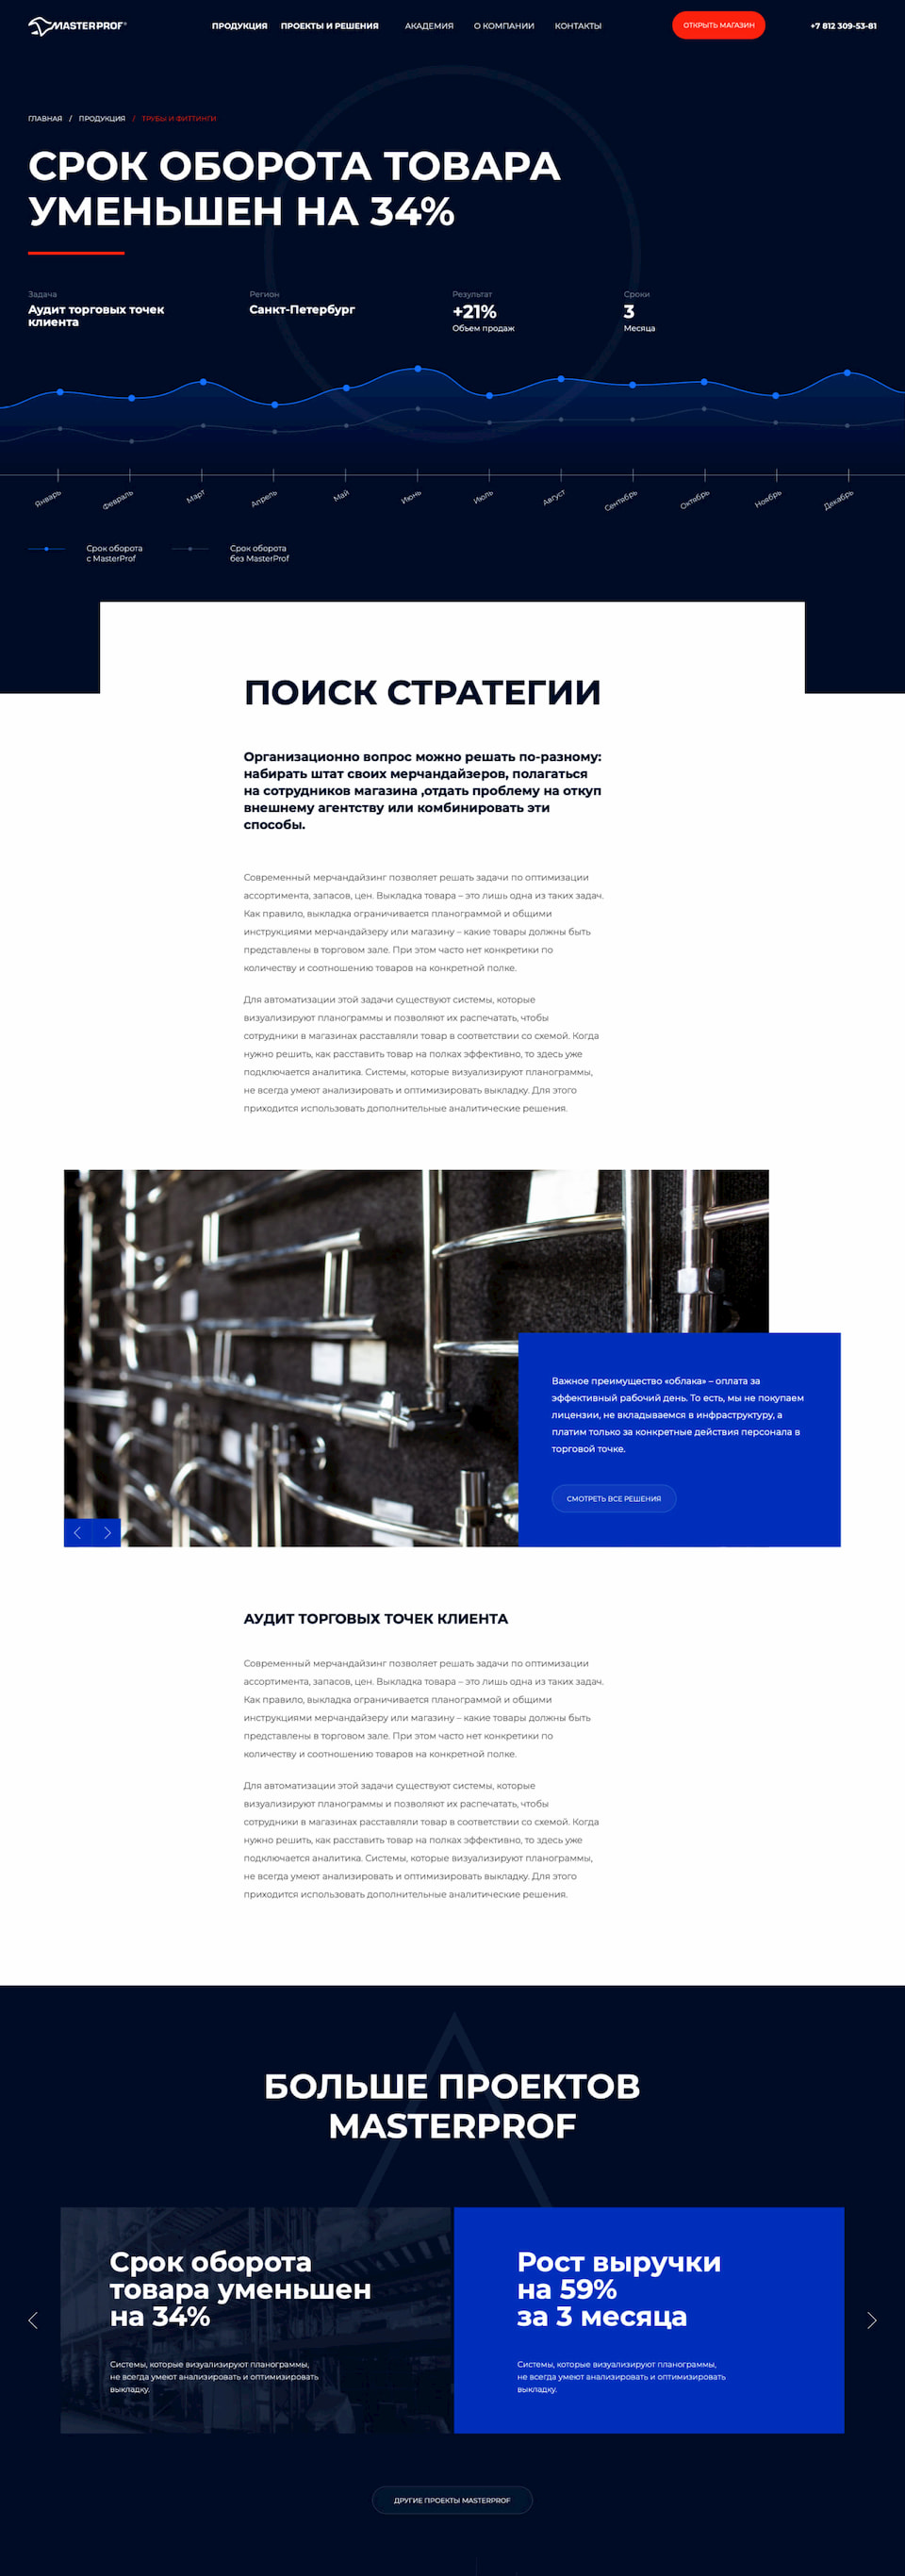 MASTERPROF®
ПРОДУКЦИЯ ПРОЕКТЫ И РЕШЕНИЯ АКАДЕМИЯ О КОМПАНИИ КОНТАКТЫ
ОТКРЫТЬ МАГАЗИН
+7 812 309-53-81
ГЛАВНАЯ / ПРОДУКЦИЯ / ТРУБЫ И ФИТТИНГИ
СРОК ОБОРОТА ТОВАРА
УМЕНЬШЕН НА 34%
Задача
Аудит торговых точек
клиента
Регион
Санкт-Петербург
Результат
+21%
Объем продаж
Сроки
3
Месяца
Январь Февраль Март Апрель Май Июнь Июль Август Сентябрь Октябрь Ноябрь Декабрь
Срок оборота
с MasterProf
Срок оборота
без MasterProf
ПОИСК СТРАТЕГИИ
Организационно вопрос можно решать по-разному:
набирать штат своих мерчандайзеров, полагаться
на сотрудников магазина ,отдать проблему на откуп
внешнему агентству или комбинировать эти
способы.
Современный мерчандайзинг позволяет решать задачи по оптимизации
ассортимента, запасов, цен. Выкладка товара – это лишь одна из таких задач.
Как правило, выкладка ограничивается планограммой и общими
инструкциями мерчандайзеру или магазину – какие товары должны быть
представлены в торговом зале. При этом часто нет конкретики по
количеству и соотношению товаров на конкретной полке.
Для автоматизации этой задачи существуют системы, которые
визуализируют планограммы и позволяют их распечатать, чтобы
сотрудники в магазинах расставляли товар в соответствии со схемой. Когда
нужно решить, как расставить товар на полках эффективно, то здесь уже
подключается аналитика. Системы, которые визуализируют планограммы,
не всегда умеют анализировать и оптимизировать выкладку. Для этого
приходится использовать дополнительные аналитические решения.
Важное преимущество «облака» – оплата за
эффективный рабочий день. То есть, мы не покупаем
лицензии, не вкладываемся в инфраструктуру, а
платим только за конкретные действия персонала в
торговой точке.
СМОТРЕТЬ ВСЕ РЕШЕНИЯ
АУДИТ ТОРГОВЫХ ТОЧЕК КЛИЕНТА
Современный мерчандайзинг позволяет решать задачи по оптимизации
ассортимента, запасов, цен. Выкладка товара – это лишь одна из таких задач.
Как правило, выкладка ограничивается планограммой и общими
инструкциями мерчандайзеру или магазину – какие товары должны быть
представлены в торговом зале. При этом часто нет конкретики по
количеству и соотношению товаров на конкретной полке.
Для автоматизации этой задачи существуют системы, которые
визуализируют планограммы и позволяют их распечатать, чтобы
сотрудники в магазинах расставляли товар в соответствии со схемой. Когда
нужно решить, как расставить товар на полках эффективно, то здесь уже
подключается аналитика. Системы, которые визуализируют планограммы,
не всегда умеют анализировать и оптимизировать выкладку. Для этого
приходится использовать дополнительные аналитические решения.
БОЛЬШЕ ПРОЕКТОВ
MASTERPROF
Срок оборота
товара уменьшен
на 34%
Системы, которые визуализируют планограммы,
не всегда умеют анализировать и оптимизировать
выкладку.
Рост выручки
на 59%
за 3 месяца
Системы, которые визуализируют планограммы,
не всегда умеют анализировать и оптимизировать
выкладку.
ДРУГИЕ ПРОЕКТЫ MASTERPROF